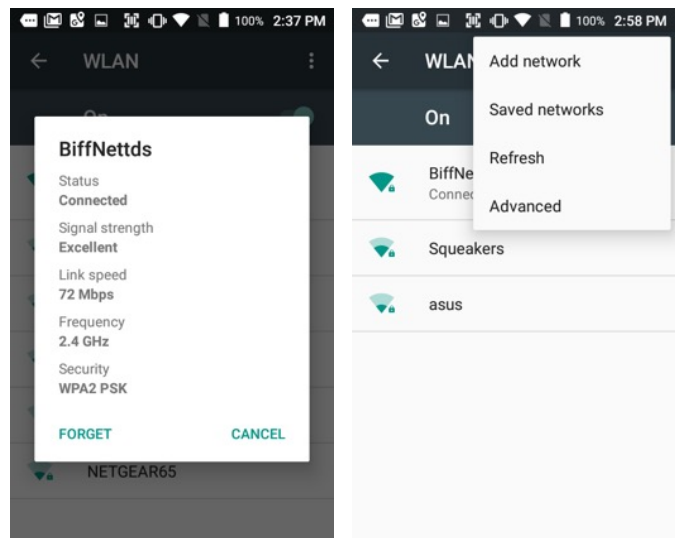 100% 2:37 PM
WLAN
On
BiffNettds
Status
Connected
Signal strength
Excellent
Link speed
72 Mbps
Frequency
2.4 GHz
Security
WPA2 PSK
FORGET CANCEL
NETGEAR65
100% 2:58 PM
WLAN
Add network
On
Saved networks
Refresh
BiffNe
Connec
Advanced
Squeakers
asus